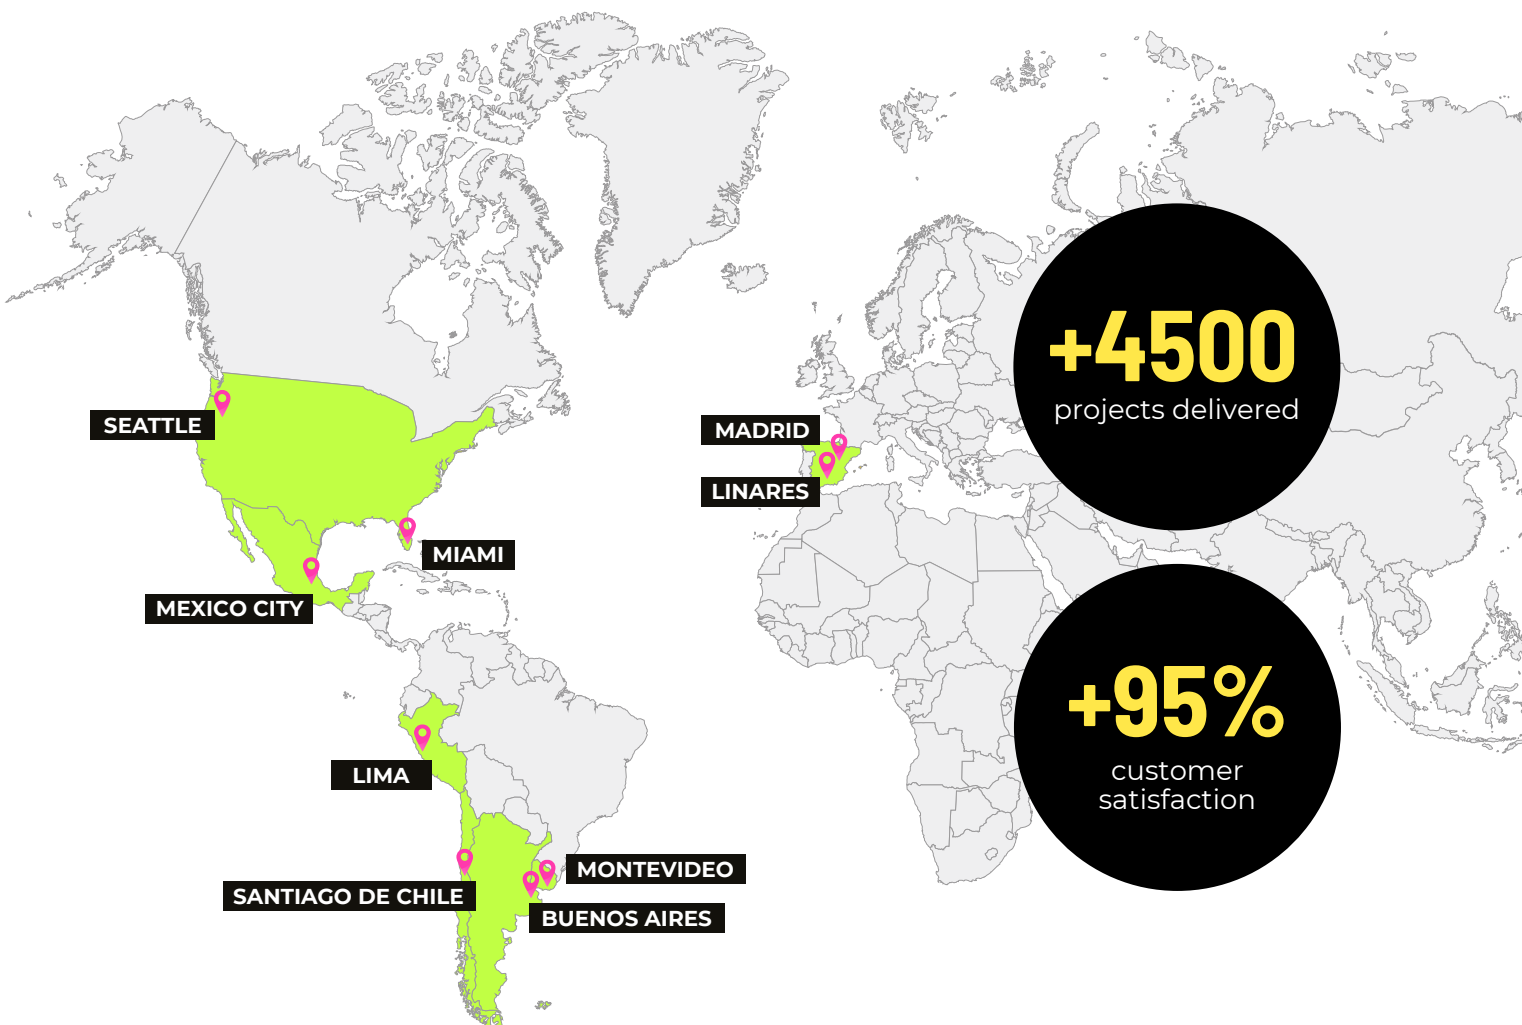 +4500
projects delivered
SEATTLE
MADRID
LINARES
MIAMI
MEXICO CITY
+95%
customer
satisfaction
LIMA
MONTEVIDEO
SANTIAGO DE CHILE
BUENOS AIRES